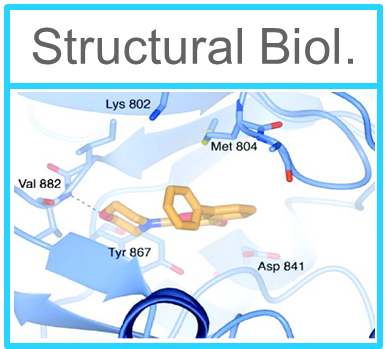 Structural Biol.
Lys 802
Met 804
Val 882
Tyr 867
Asp 841